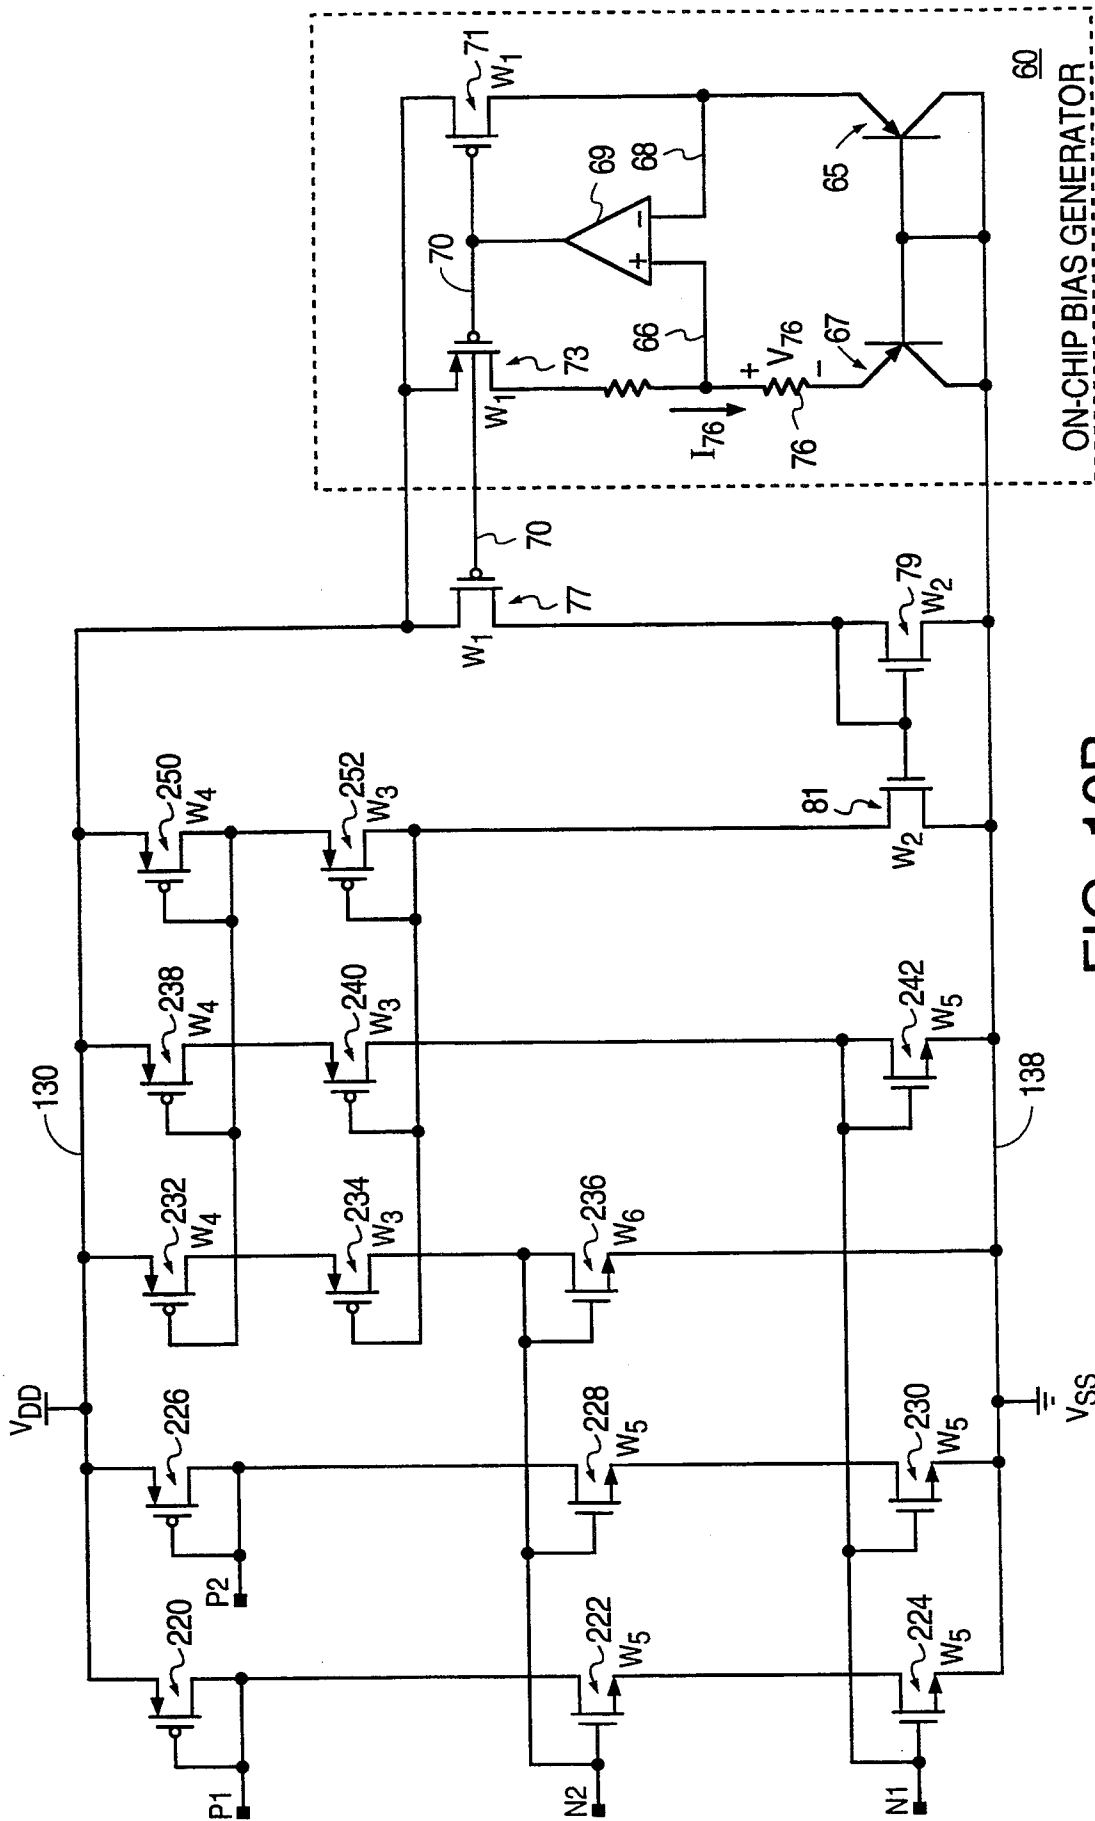 VDD
130
P1
220
P2
226
232
W4
238
W4
250
W4
234
W3
240
W3
252
W3
N2
222
W5
228
W5
236
W6
N1
224
W5
230
W5
242
W5
81
W2
79
W2
W1
77
70
VSS
138
W1
73
70
71
W1
69
+
−
66
68
I76
+
V76
−
76
67
65
60
ON-CHIP BIAS GENERATOR